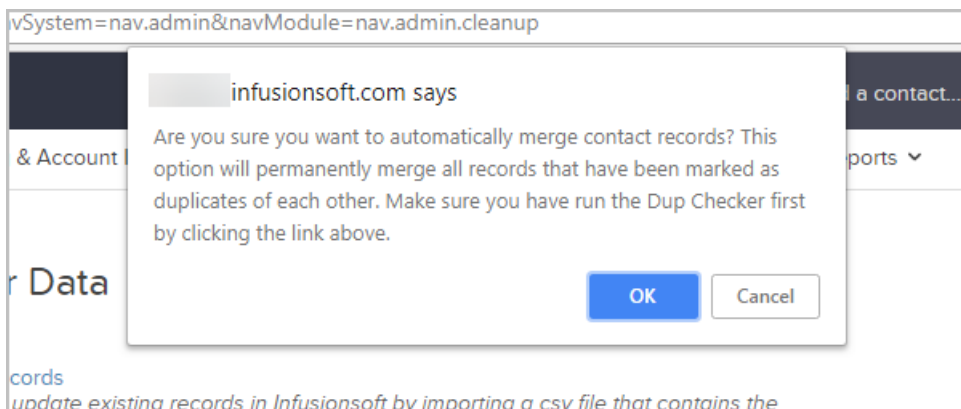 vSystem=nav.admin&navModule=nav.admin.cleanup
infusionsoft.com says
a contact...
Are you sure you want to automatically merge contact records? This
& Account
ports
option will permanently merge all records that have been marked as
duplicates of each other. Make sure you have run the Dup Checker first
by clicking the link above.
r Data
OK Cancel
cords
update existing records in Infusionsoft by importing a csv file that contains the